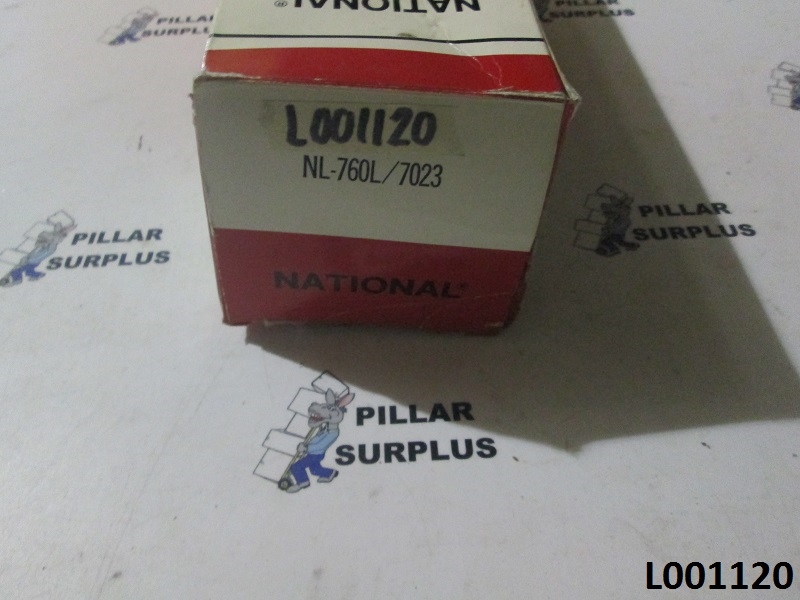 NATIONAL®
L001120
NL-760L/7023
NATIONAL®
PILLAR
SURPLUS
PILLAR
SURPLUS
PILLAR
SURPLUS
PILLAR
SURPLUS
L001120